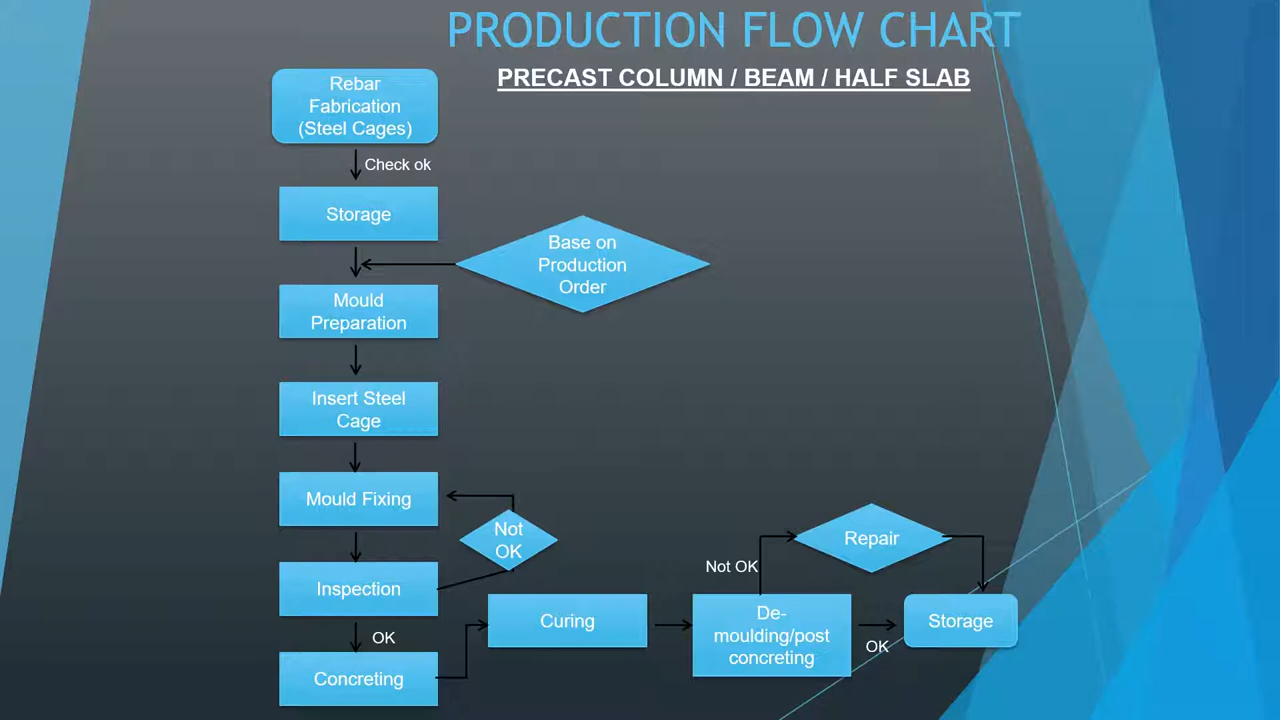 PRODUCTION FLOW CHART
PRECAST COLUMN / BEAM / HALF SLAB
Rebar
Fabrication
(Steel Cages)
Check ok
Storage
Base on
Production
Order
Mould
Preparation
Insert Steel
Cage
Mould Fixing
Not
OK
Inspection
OK
Concreting
Curing
De-
moulding/post
concreting
Not OK
Repair
OK
Storage